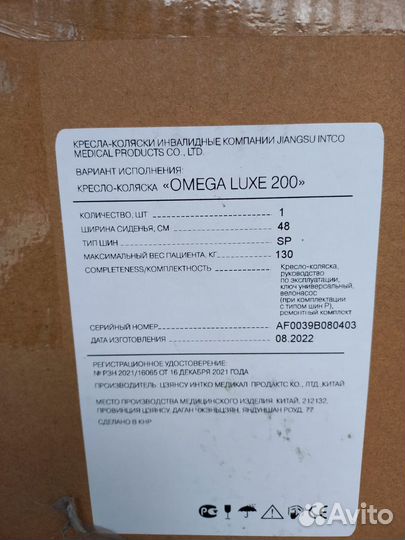 КРЕСЛА-КОЛЯСКИ ИНВАЛИДНЫЕ КОМПАНИИ JIANGSU INTCO
MEDICAL PRODUCTS CO., LTD.
ВАРИАНТ ИСПОЛНЕНИЯ:
КРЕСЛО-КОЛЯСКА «OMEGA LUXE 200»
КОЛИЧЕСТВО, ШТ 1
ШИРИНА СИДЕНЬЯ, СМ 48
ТИП ШИН SP
МАКСИМАЛЬНЫЙ ВЕС ПАЦИЕНТА, КГ 130
COMPLETENESS/КОМПЛЕКТНОСТЬ Кресло-коляска,
руководство
по эксплуатации,
ключ универсальный,
велонасос
(при комплектации
с типом шин P),
ремонтный комплект
СЕРИЙНЫЙ НОМЕР AF0039B080403
ДАТА ИЗГОТОВЛЕНИЯ 08.2022
РЕГИСТРАЦИОННОЕ УДОСТОВЕРЕНИЕ:
№ РЗН 2021/16065 ОТ 16 ДЕКАБРЯ 2021 ГОДА
ПРОИЗВОДИТЕЛЬ: ЦЗЯНСУ ИНТКО МЕДИКАЛ ПРОДАКТС КО., ЛТД, КИТАЙ
МЕСТО ПРОИЗВОДСТВА МЕДИЦИНСКОГО ИЗДЕЛИЯ: КИТАЙ, 212132,
ПРОВИНЦИЯ ЦЗЯНСУ, ДАГАН ЧЖЭНЬЦЗЯН, ЯНДУНШАН РОУД, 77
СДЕЛАНО В КНР
РСТ CE
Avito